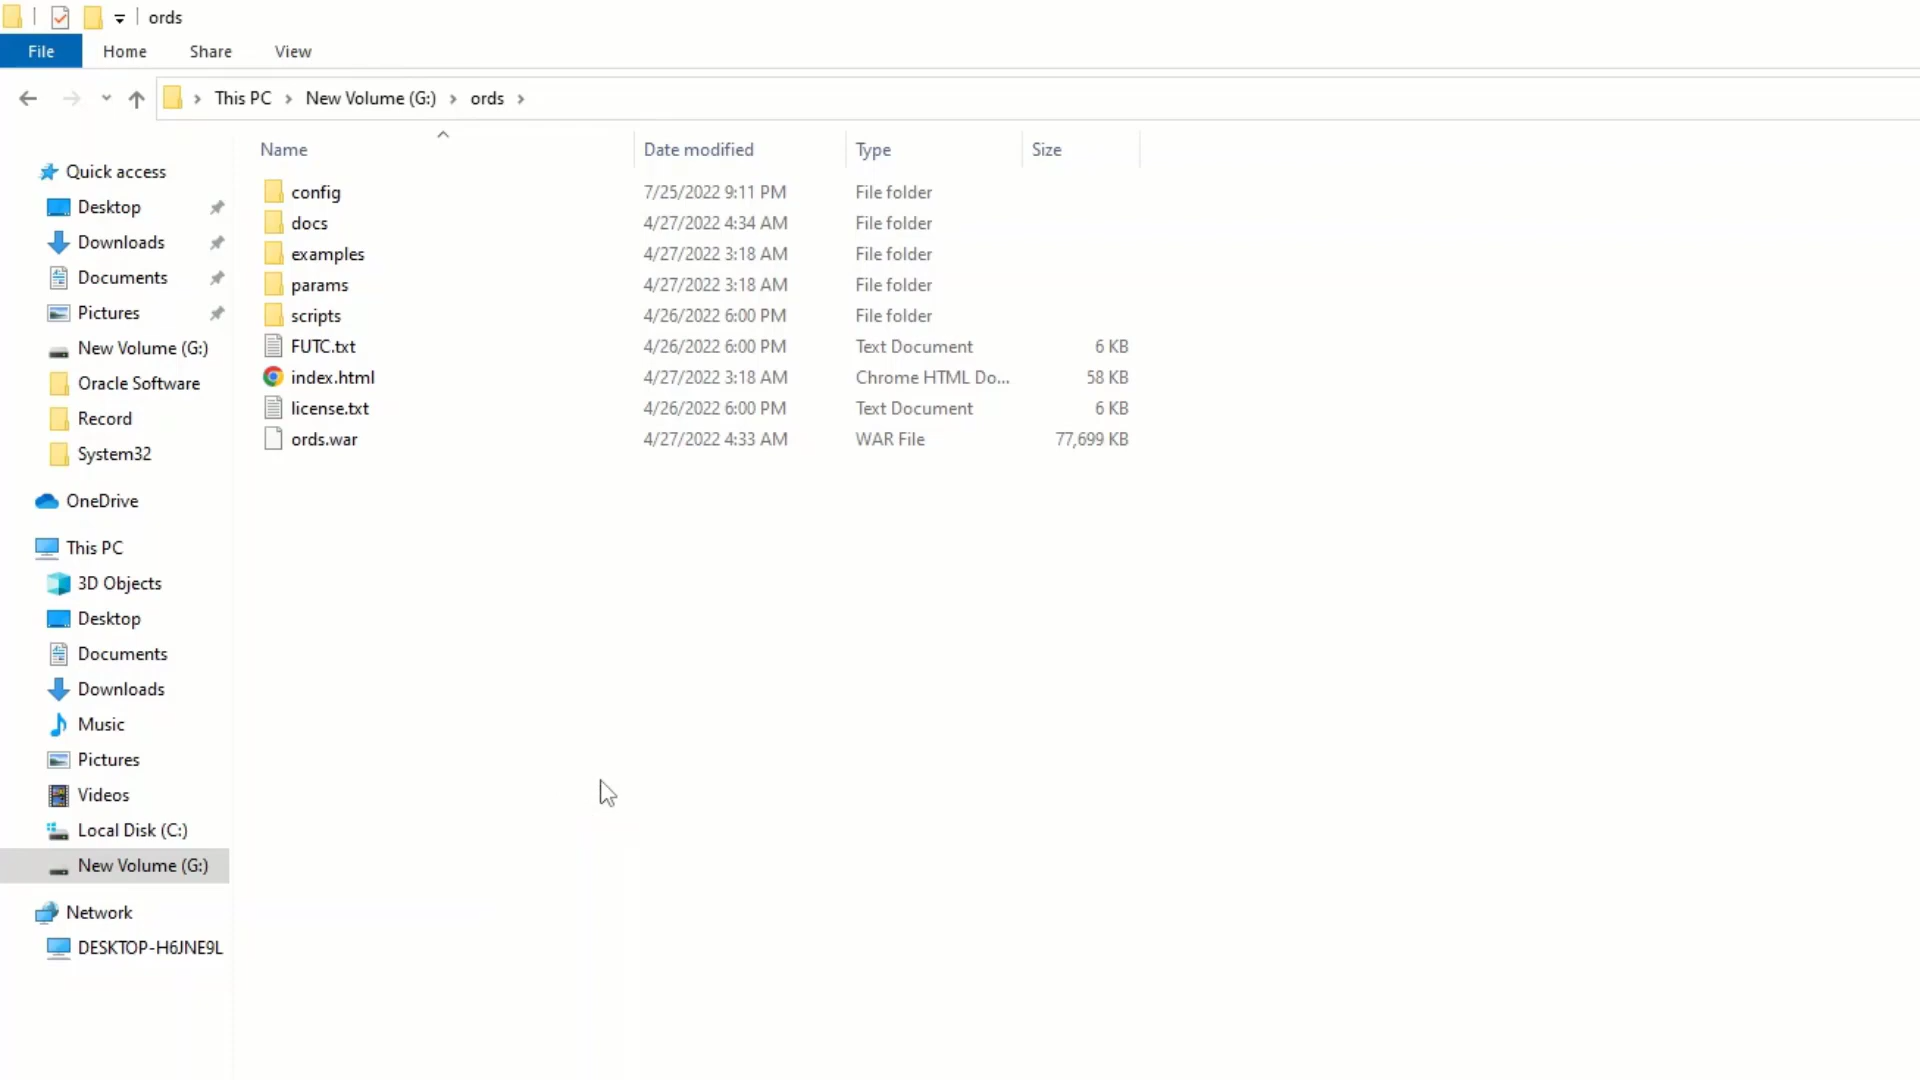 ords
File Home Share View
This PC New Volume (G:) ords
Name Date modified Type Size
Quick access
Desktop
Downloads
Documents
Pictures
New Volume (G:)
Oracle Software
Record
System32
OneDrive
This PC
3D Objects
Desktop
Documents
Downloads
Music
Pictures
Videos
Local Disk (C:)
New Volume (G:)
Network
DESKTOP-H6JNE9L
config 7/25/2022 9:11 PM File folder
docs 4/27/2022 4:34 AM File folder
examples 4/27/2022 3:18 AM File folder
params 4/27/2022 3:18 AM File folder
scripts 4/26/2022 6:00 PM File folder
FUTC.txt 4/26/2022 6:00 PM Text Document 6 KB
index.html 4/27/2022 3:18 AM Chrome HTML Do... 58 KB
license.txt 4/26/2022 6:00 PM Text Document 6 KB
ords.war 4/27/2022 4:33 AM WAR File 77,699 KB